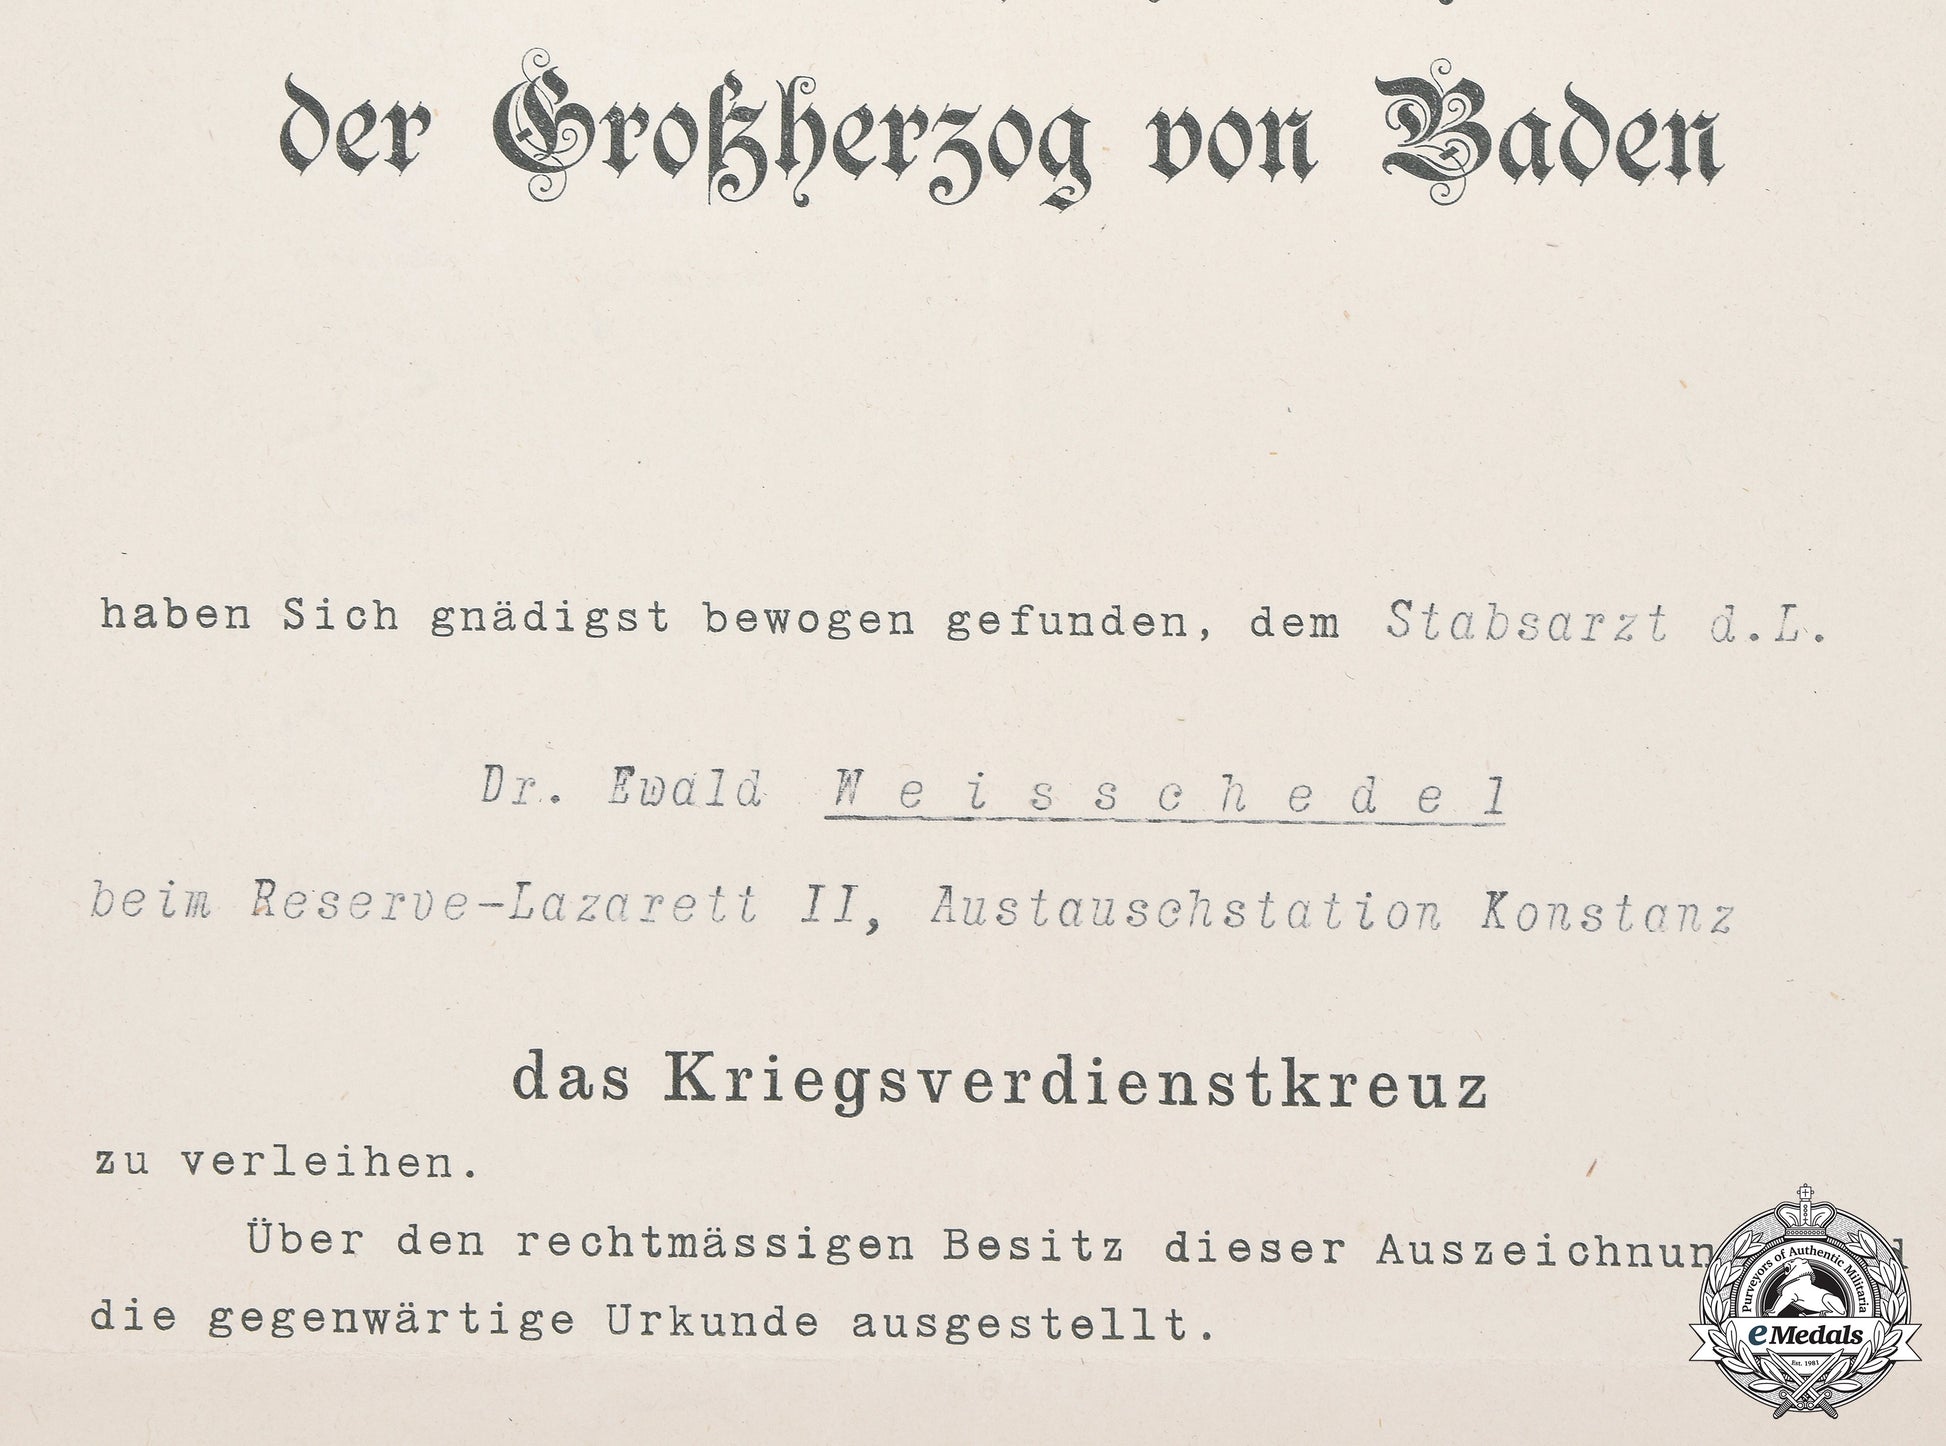 der Großherzog von Baden
haben Sich gnädigst bewogen gefunden, dem Stabsarzt d.L.
Dr. Ewald Weisschedel
beim Reserve-Lazarett II, Austauschstation Konstanz
das Kriegsverdienstkreuz
zu verleihen.
Über den rechtmässigen Besitz dieser
die gegenwärtige Urkunde ausgestellt.
Purveyors of Authentic Militaria
eMedals
Est. 1983